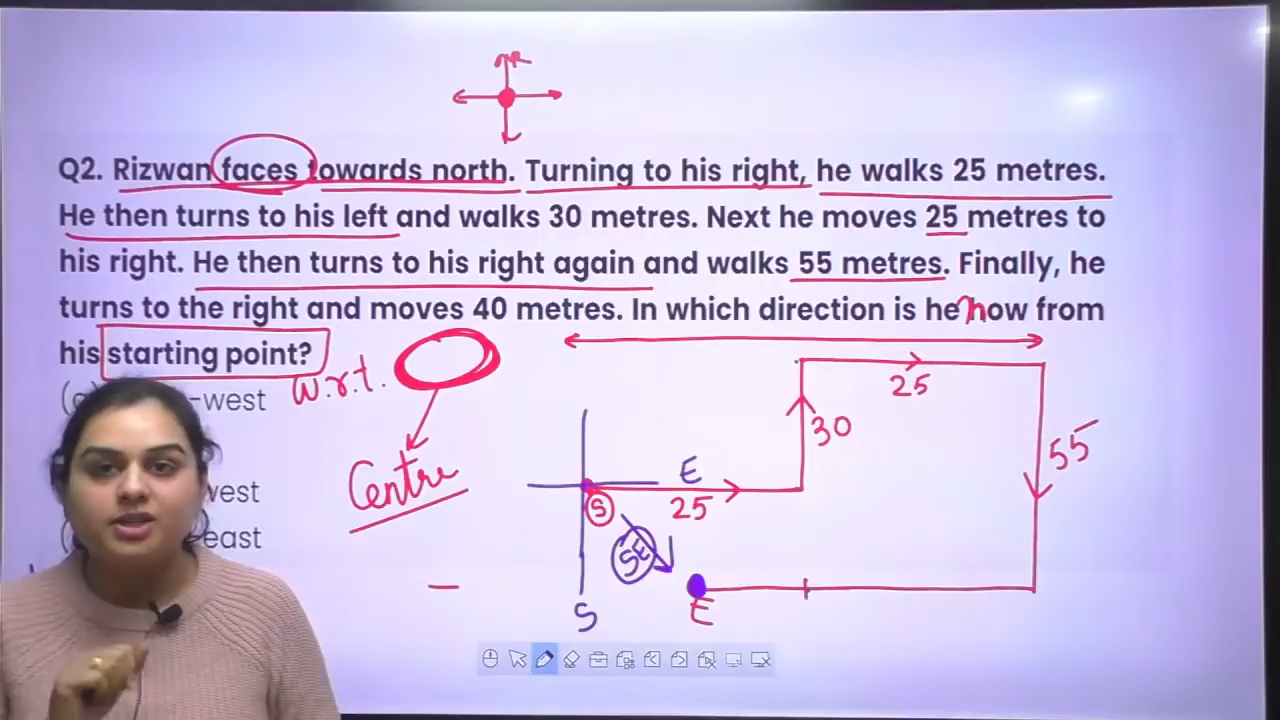 Q2. Rizwan faces towards north. Turning to his right, he walks 25 metres.
He then turns to his left and walks 30 metres. Next he moves 25 metres to
his right. He then turns to his right again and walks 55 metres. Finally, he
turns to the right and moves 40 metres. In which direction is he now from
his starting point?
w.r.t.
-west
25
30
55
Centre
E
west
S
25
east
SE
S
E